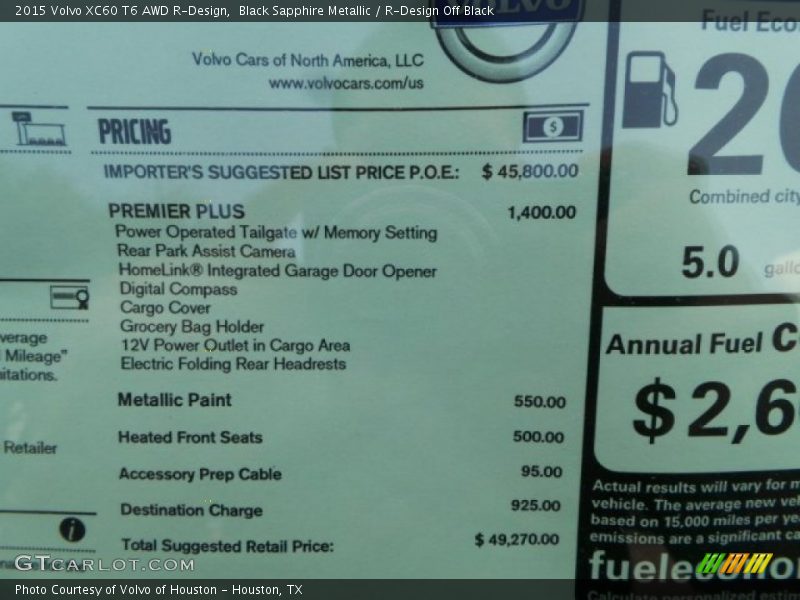 2015 Volvo XC60 T6 AWD R-Design, Black Sapphire Metallic / R-Design Off Black
VOLVO
Volvo Cars of North America, LLC
www.volvocars.com/us
PRICING
$
IMPORTER'S SUGGESTED LIST PRICE P.O.E.: $ 45,800.00
PREMIER PLUS 1,400.00
Power Operated Tailgate w/ Memory Setting
Rear Park Assist Camera
HomeLink® Integrated Garage Door Opener
Digital Compass
Cargo Cover
Grocery Bag Holder
12V Power Outlet in Cargo Area
Electric Folding Rear Headrests
Metallic Paint 550.00
Heated Front Seats 500.00
Accessory Prep Cable 95.00
Destination Charge 925.00
Total Suggested Retail Price: $ 49,270.00
Mileage"
Retailer
i
Fuel
2
Combined city
5.0
Annual Fuel
$2,6
Actual results will vary for
vehicle. The average new
based on 15,000 miles per
emissions are a significant
GTCARLOT.COM
Photo Courtesy of Volvo of Houston - Houston, TX